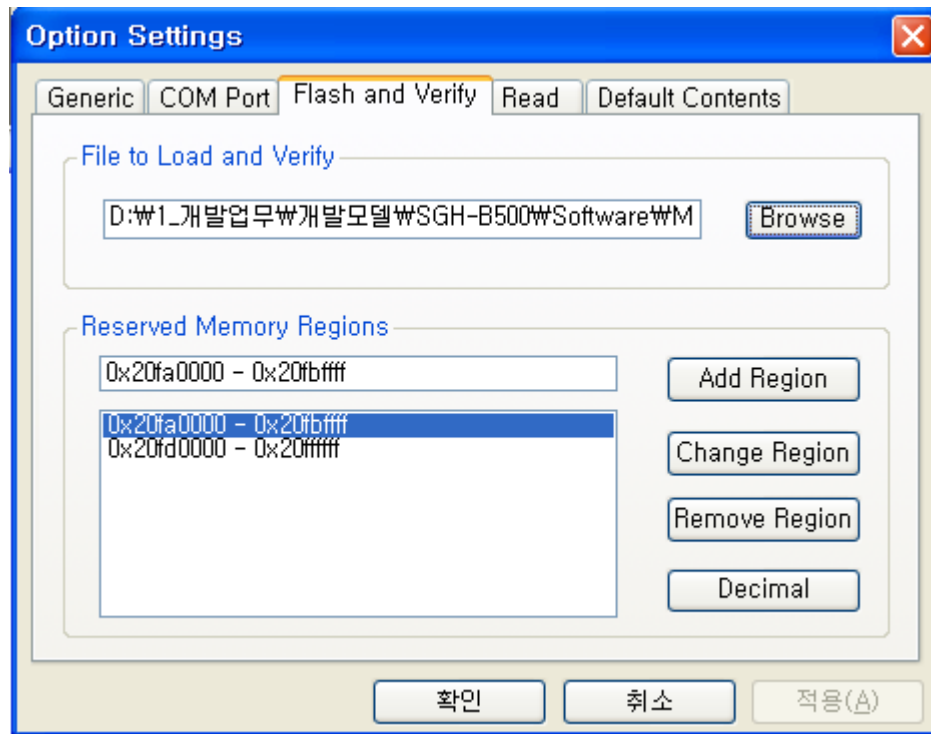 Option Settings
Generic COM Port Flash and Verify Read Default Contents
File to Load and Verify
D:₩1_개발업무₩개발모델₩SGH-B500₩Software₩M
Browse
Reserved Memory Regions
0x20fa0000 - 0x20fbffff
Add Region
0x20fa0000 - 0x20fbffff
0x20fd0000 - 0x20ffffff
Change Region
Remove Region
Decimal
확인 취소 적용(A)